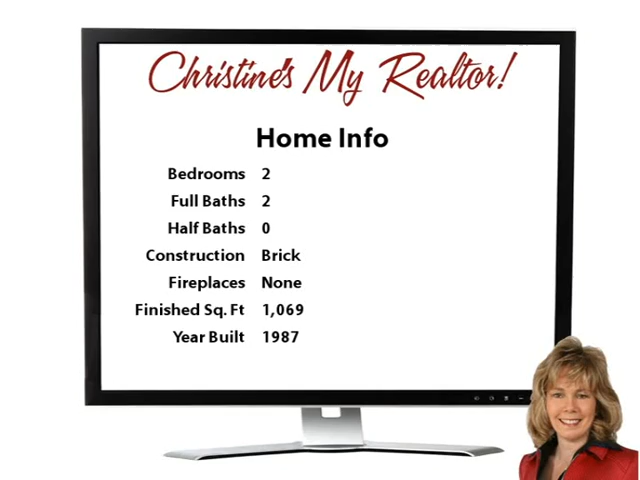 Christine's My Realtor!
Home Info
Bedrooms 2
Full Baths 2
Half Baths 0
Construction Brick
Fireplaces None
Finished Sq. Ft 1,069
Year Built 1987